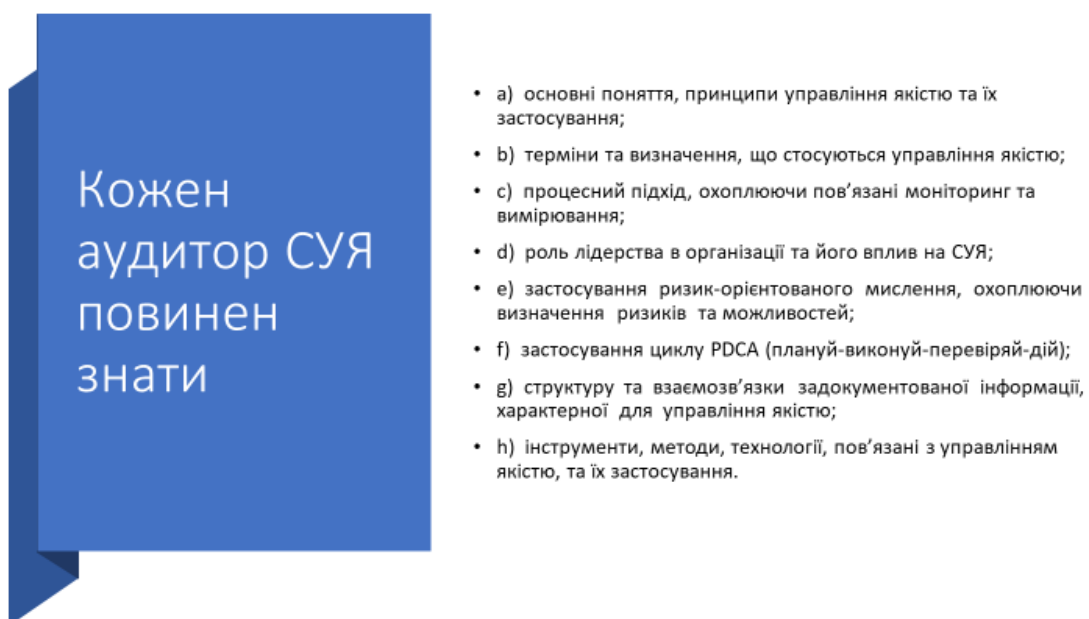 Кожен
аудитор СУЯ
повинен
знати
• a) основні поняття, принципи управління якістю та їх
застосування;
• b) терміни та визначення, що стосуються управління якістю;
• c) процесний підхід, охоплюючи пов’язані моніторинг та
вимірювання;
• d) роль лідерства в організації та його вплив на СУЯ;
• e) застосування ризик-орієнтованого мислення, охоплюючи
визначення ризиків та можливостей;
• f) застосування циклу PDCA (плануй-виконуй-перевіряй-дій);
• g) структуру та взаємозв’язки задокументованої інформації,
характерної для управління якістю;
• h) інструменти, методи, технології, пов’язані з управлінням
якістю, та їх застосування.